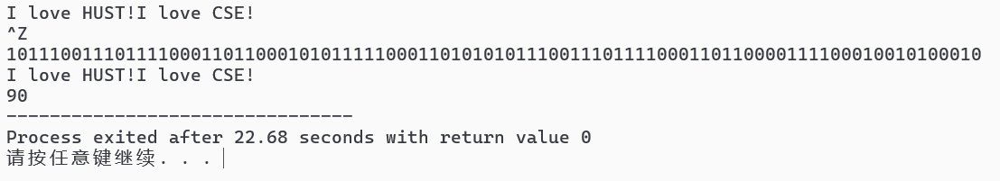 I love HUST!I love CSE!
^Z
101110011101111000110110001010111110001101010101110011101111000110110000111100010010100010
I love HUST!I love CSE!
90
--------------------------------
Process exited after 22.68 seconds with return value 0
请按任意键继续. . .